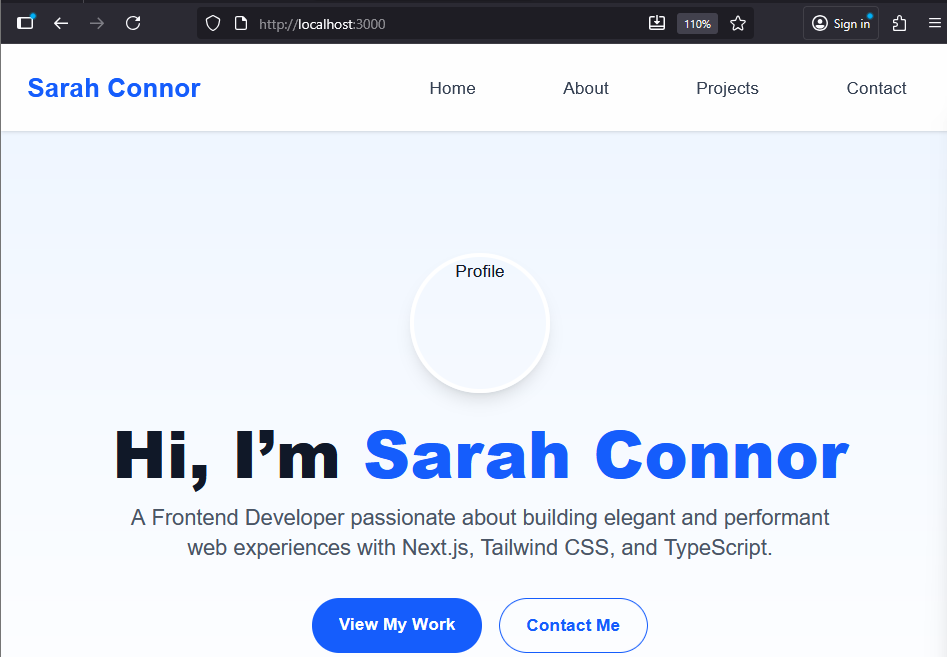 http://localhost:3000
110%
Sign in
Sarah Connor
Home
About
Projects
Contact
Profile
Hi, I’m Sarah Connor
A Frontend Developer passionate about building elegant and performant
web experiences with Next.js, Tailwind CSS, and TypeScript.
View My Work
Contact Me